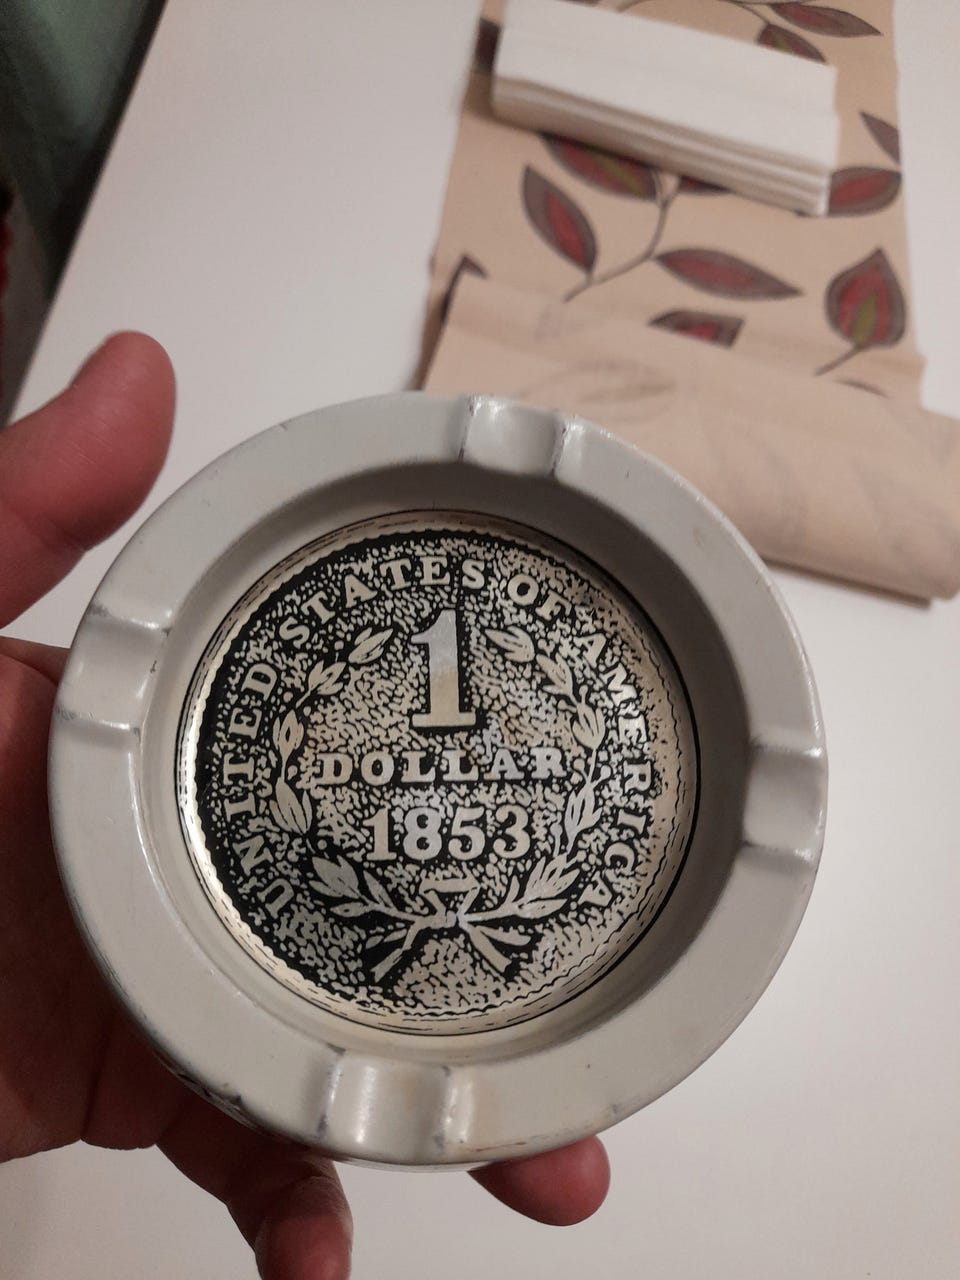 UNITED STATES OF AMERICA
1
DOLLAR
1853